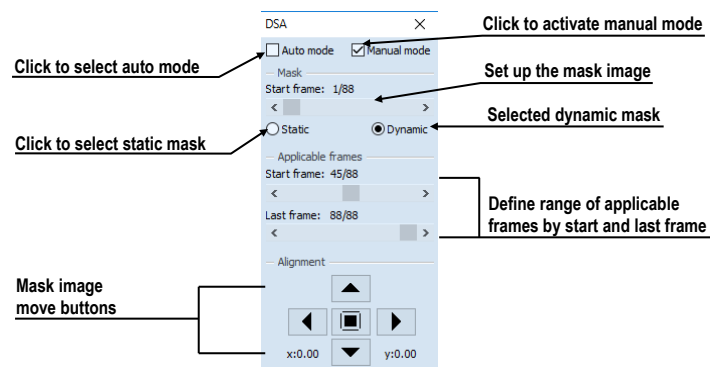 DSA
Click to activate manual mode
Auto mode
Manual mode
Click to select auto mode
Mask
Set up the mask image
Start frame: 1/88
Selected dynamic mask
Static
Dynamic
Click to select static mask
Applicable frames
Start frame: 45/88
Define range of applicable
frames by start and last frame
Last frame: 88/88
Alignment
Mask image
move buttons
x:0.00
y:0.00